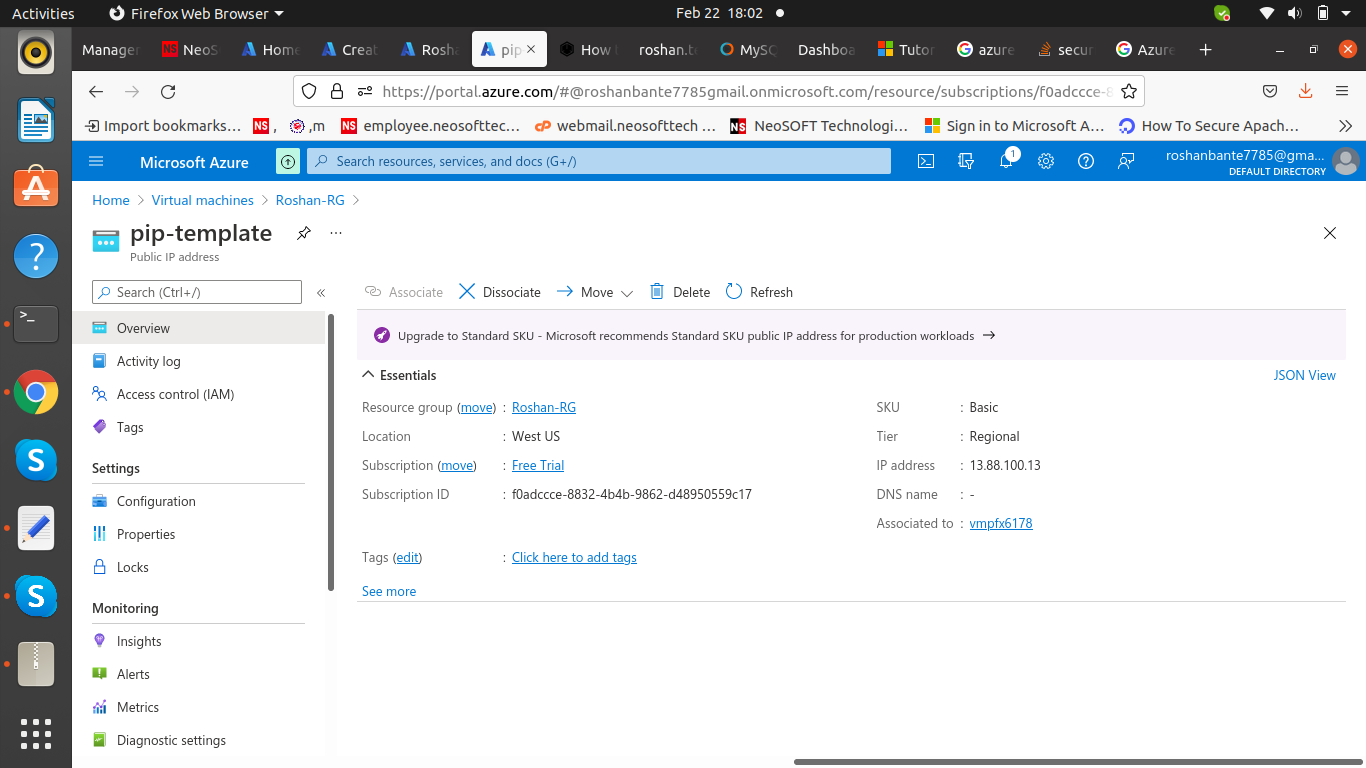 Activities Firefox Web Browser Feb 22 18:02
Manager NeoS Home Creat Rosha pip- How t roshan.te MySQ Dashboa Tutor azure secur Azure
https://portal.azure.com/#@roshanbante7785gmail.onmicrosoft.com/resource/subscriptions/f0adccce-8
Import bookmarks... NS , ,m NS employee.neosofttec... cP webmail.neosofttech ... NS NeoSOFT Technologi... Sign in to Microsoft A... How To Secure Apach...
Microsoft Azure Search resources, services, and docs (G+/) 1 roshanbante7785@gma...
DEFAULT DIRECTORY
Home > Virtual machines > Roshan-RG >
pip-template ...
Public IP address
Search (Ctrl+/) «
Associate Dissociate Move Delete Refresh
Overview
Activity log
Access control (IAM)
Tags
Settings
Configuration
Properties
Locks
Monitoring
Insights
Alerts
Metrics
Diagnostic settings
Upgrade to Standard SKU - Microsoft recommends Standard SKU public IP address for production workloads →
Essentials JSON View
Resource group (move) : Roshan-RG
Location : West US
Subscription (move) : Free Trial
Subscription ID : f0adccce-8832-4b4b-9862-d48950559c17
SKU : Basic
Tier : Regional
IP address : 13.88.100.13
DNS name : -
Associated to : vmpfx6178
Tags (edit) : Click here to add tags
See more